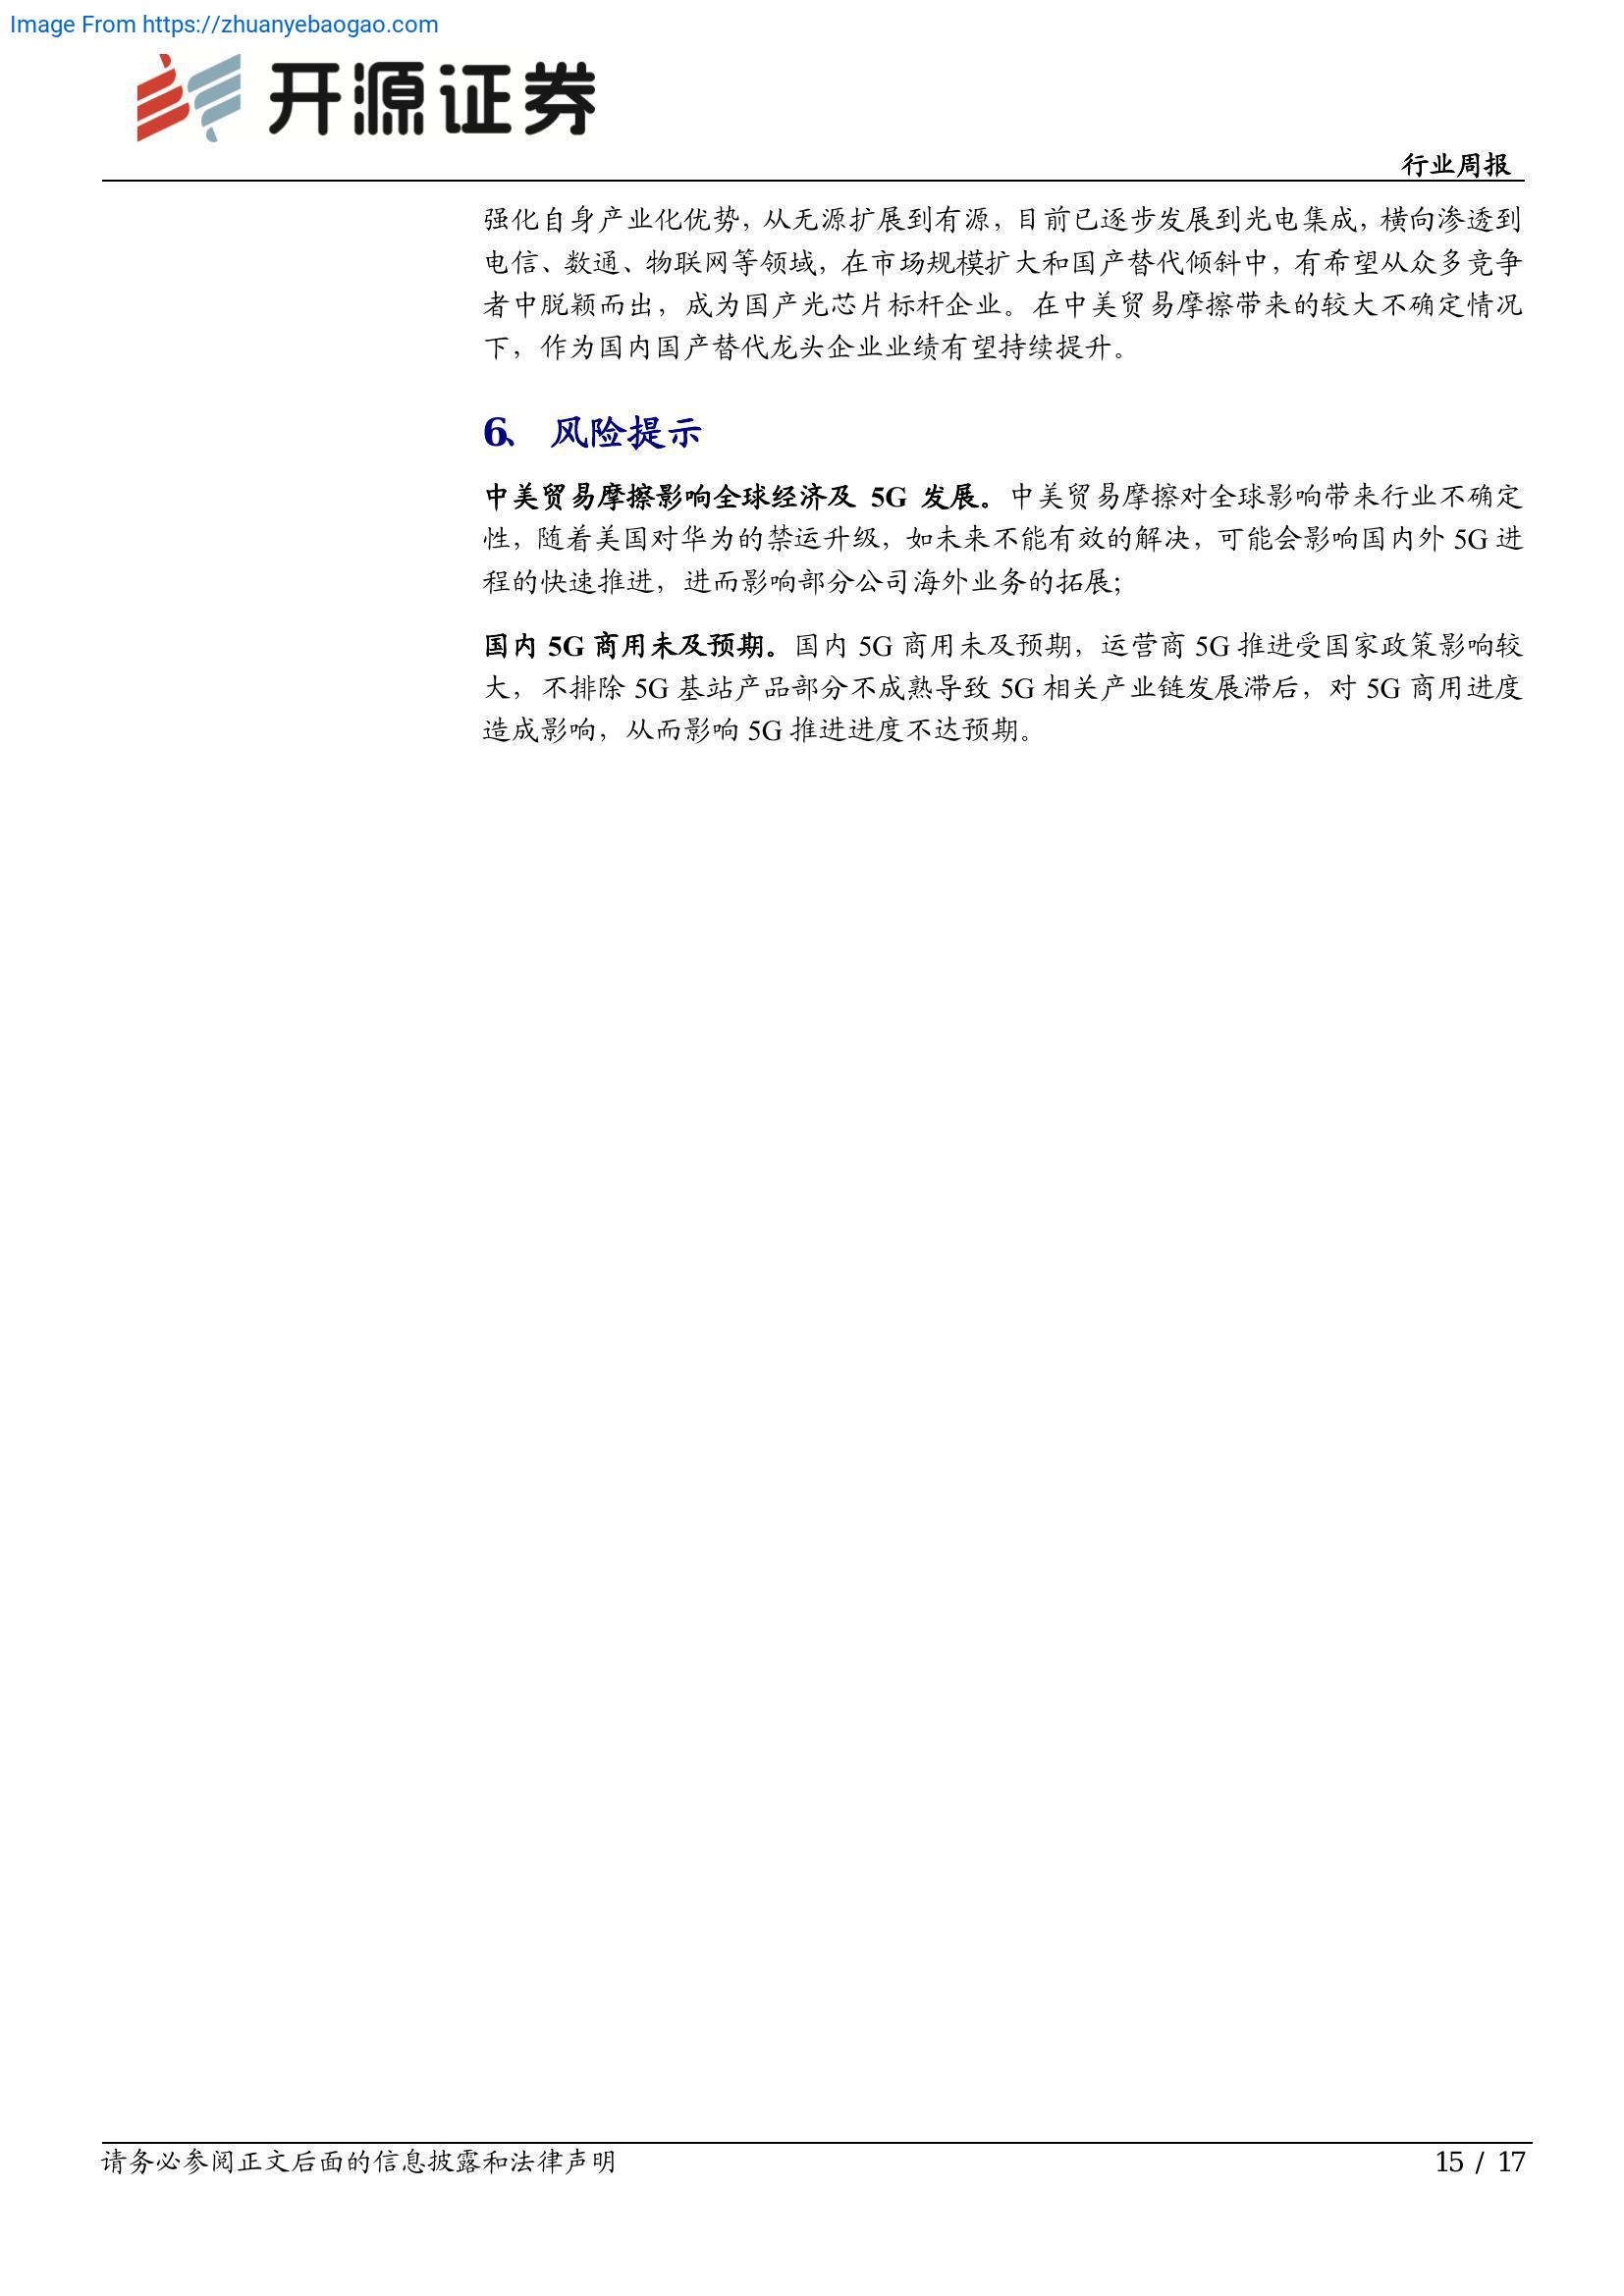 Image From https://zhuanyebaogao.com
开源证券
行业周报
强化自身产业化优势，从无源扩展到有源，目前已逐步发展到光电集成，横向渗透到
电信、数通、物联网等领域，在市场规模扩大和国产替代倾斜中，有希望从众多竞争
者中脱颖而出，成为国产光芯片标杆企业。在中美贸易摩擦带来的较大不确定情况
下，作为国内国产替代龙头企业业绩有望持续提升。
6、 风险提示
中美贸易摩擦影响全球经济及 5G 发展。中美贸易摩擦对全球影响带来行业不确定
性，随着美国对华为的禁运升级，如未来不能有效的解决，可能会影响国内外 5G 进
程的快速推进，进而影响部分公司海外业务的拓展；
国内 5G 商用未及预期。国内 5G 商用未及预期，运营商 5G 推进受国家政策影响较
大，不排除 5G 基站产品部分不成熟导致 5G 相关产业链发展滞后，对 5G 商用进度
造成影响，从而影响 5G 推进进度不达预期。
请务必参阅正文后面的信息披露和法律声明
15 / 17